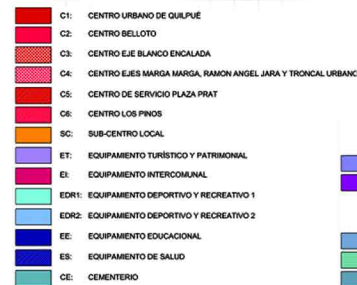 C1: CENTRO URBANO DE QUILPUÉ
C2: CENTRO BELLOTO
C3: CENTRO EJE BLANCO ENCALADA
C4: CENTRO EJES MARGA MARGA, RAMON ANGEL JARA Y TRONCAL URBANO
C5: CENTRO DE SERVICIO PLAZA PRAT
C6: CENTRO LOS PINOS
SC: SUB-CENTRO LOCAL
ET: EQUIPAMIENTO TURÍSTICO Y PATRIMONIAL
EI: EQUIPAMIENTO INTERCOMUNAL
EDR1: EQUIPAMIENTO DEPORTIVO Y RECREATIVO 1
EDR2: EQUIPAMIENTO DEPORTIVO Y RECREATIVO 2
EE: EQUIPAMIENTO EDUCACIONAL
ES: EQUIPAMIENTO DE SALUD
CE: CEMENTERIO